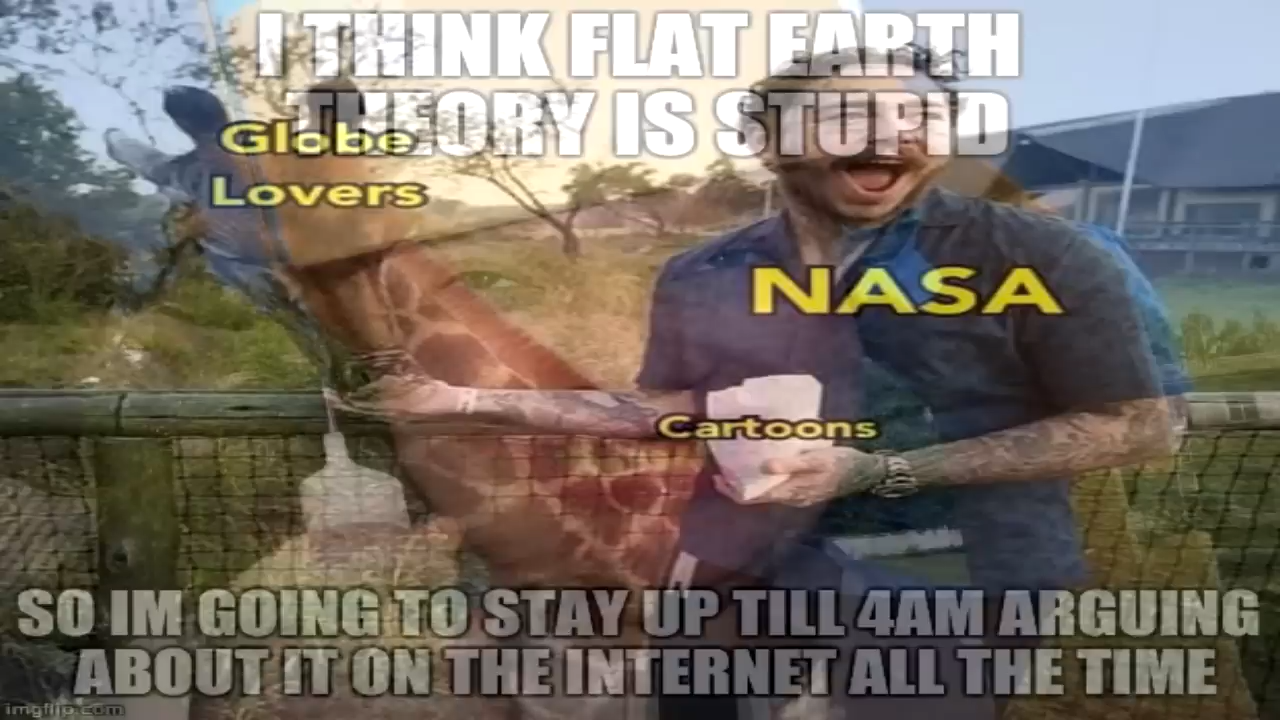 I THINK FLAT EARTH
THEORY IS STUPID
Globe
Lovers
NASA
Cartoons
SO IM GOING TO STAY UP TILL 4AM ARGUING
ABOUT IT ON THE INTERNET ALL THE TIME
imgflip.com